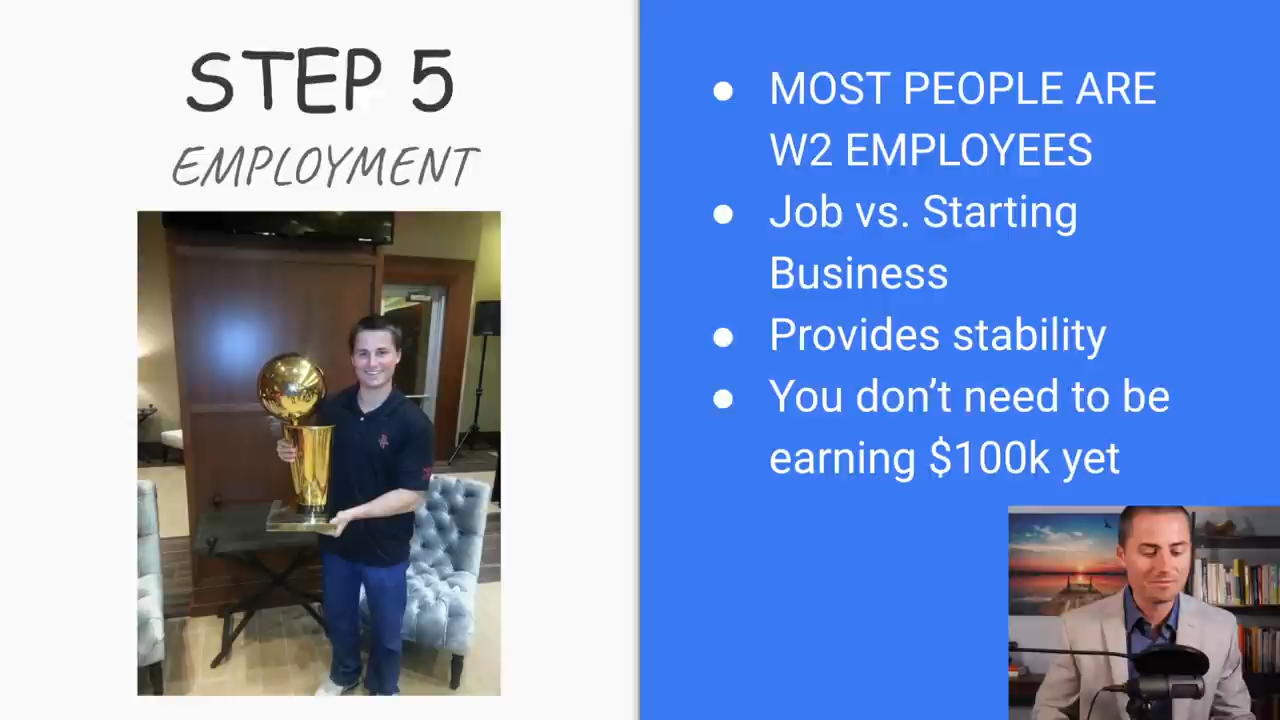 STEP 5
EMPLOYMENT
● MOST PEOPLE ARE
W2 EMPLOYEES
● Job vs. Starting
Business
● Provides stability
● You don’t need to be
earning $100k yet